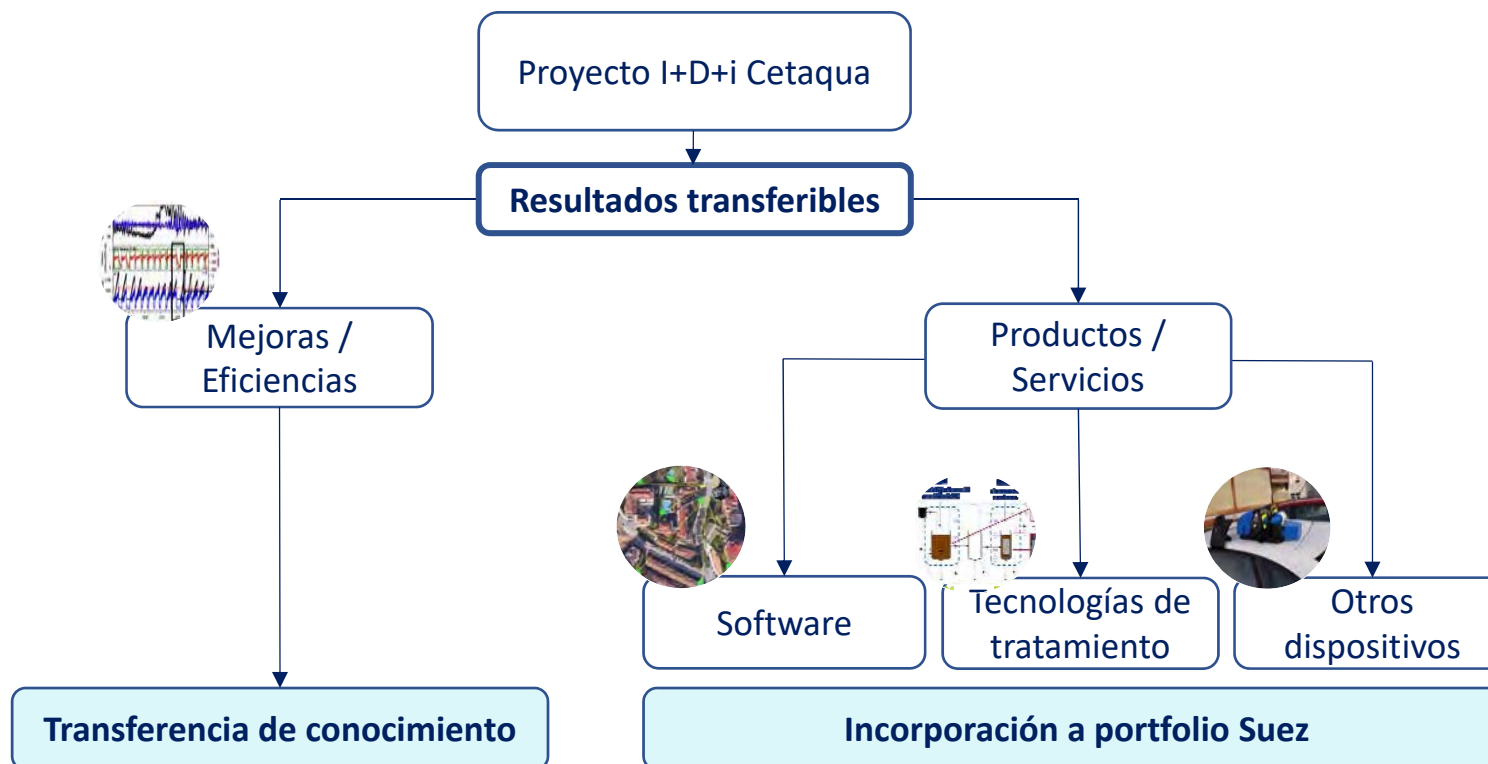 Proyecto I+D+i Cetaqua
Resultados transferibles
Mejoras /
Eficiencias
Productos /
Servicios
Software
Tecnologías de
tratamiento
Otros
dispositivos
Transferencia de conocimiento
Incorporación a portfolio Suez